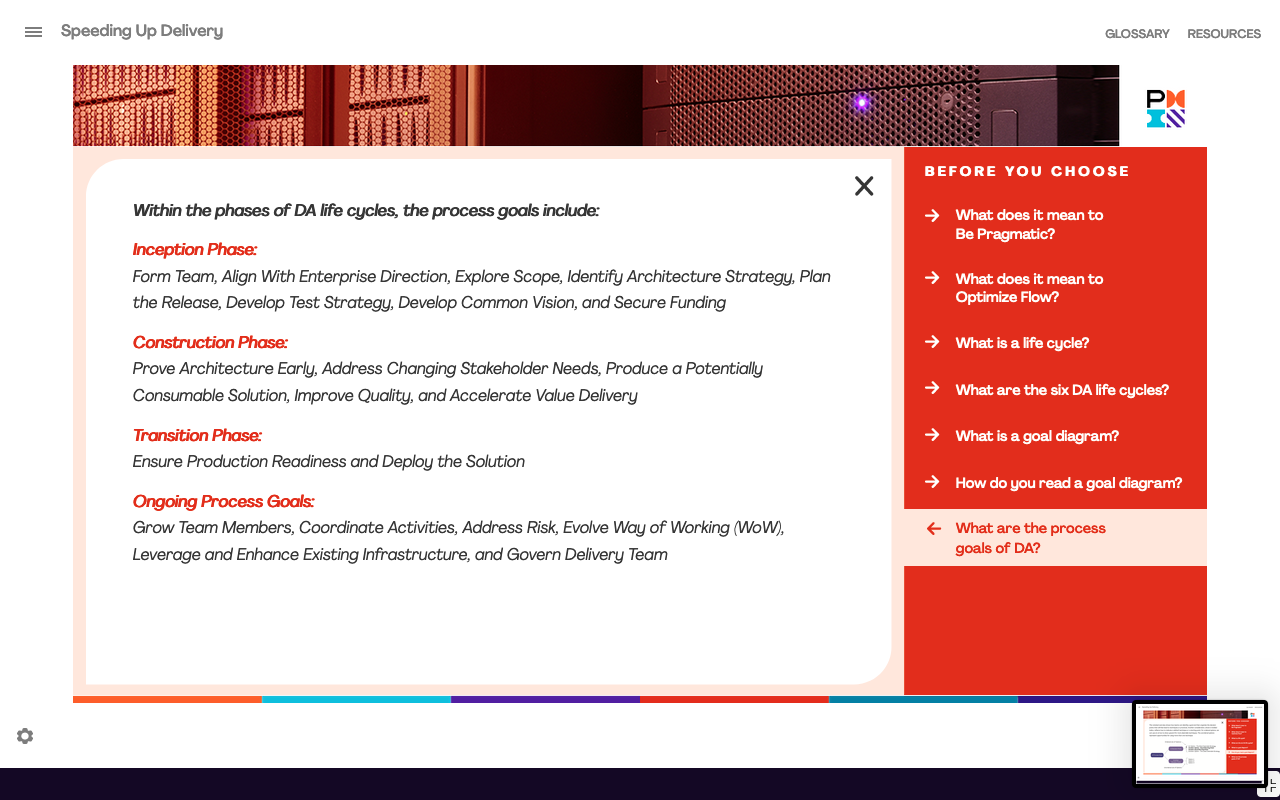 Speeding Up Delivery
GLOSSARY
RESOURCES
Within the phases of DA life cycles, the process goals include:
Inception Phase:
Form Team, Align With Enterprise Direction, Explore Scope, Identify Architecture Strategy, Plan
the Release, Develop Test Strategy, Develop Common Vision, and Secure Funding
Construction Phase:
Prove Architecture Early, Address Changing Stakeholder Needs, Produce a Potentially
Consumable Solution, Improve Quality, and Accelerate Value Delivery
Transition Phase:
Ensure Production Readiness and Deploy the Solution
Ongoing Process Goals:
Grow Team Members, Coordinate Activities, Address Risk, Evolve Way of Working (WoW),
Leverage and Enhance Existing Infrastructure, and Govern Delivery Team
BEFORE YOU CHOOSE
What does it mean to
Be Pragmatic?
What does it mean to
Optimize Flow?
What is a life cycle?
What are the six DA life cycles?
What is a goal diagram?
How do you read a goal diagram?
What are the process
goals of DA?